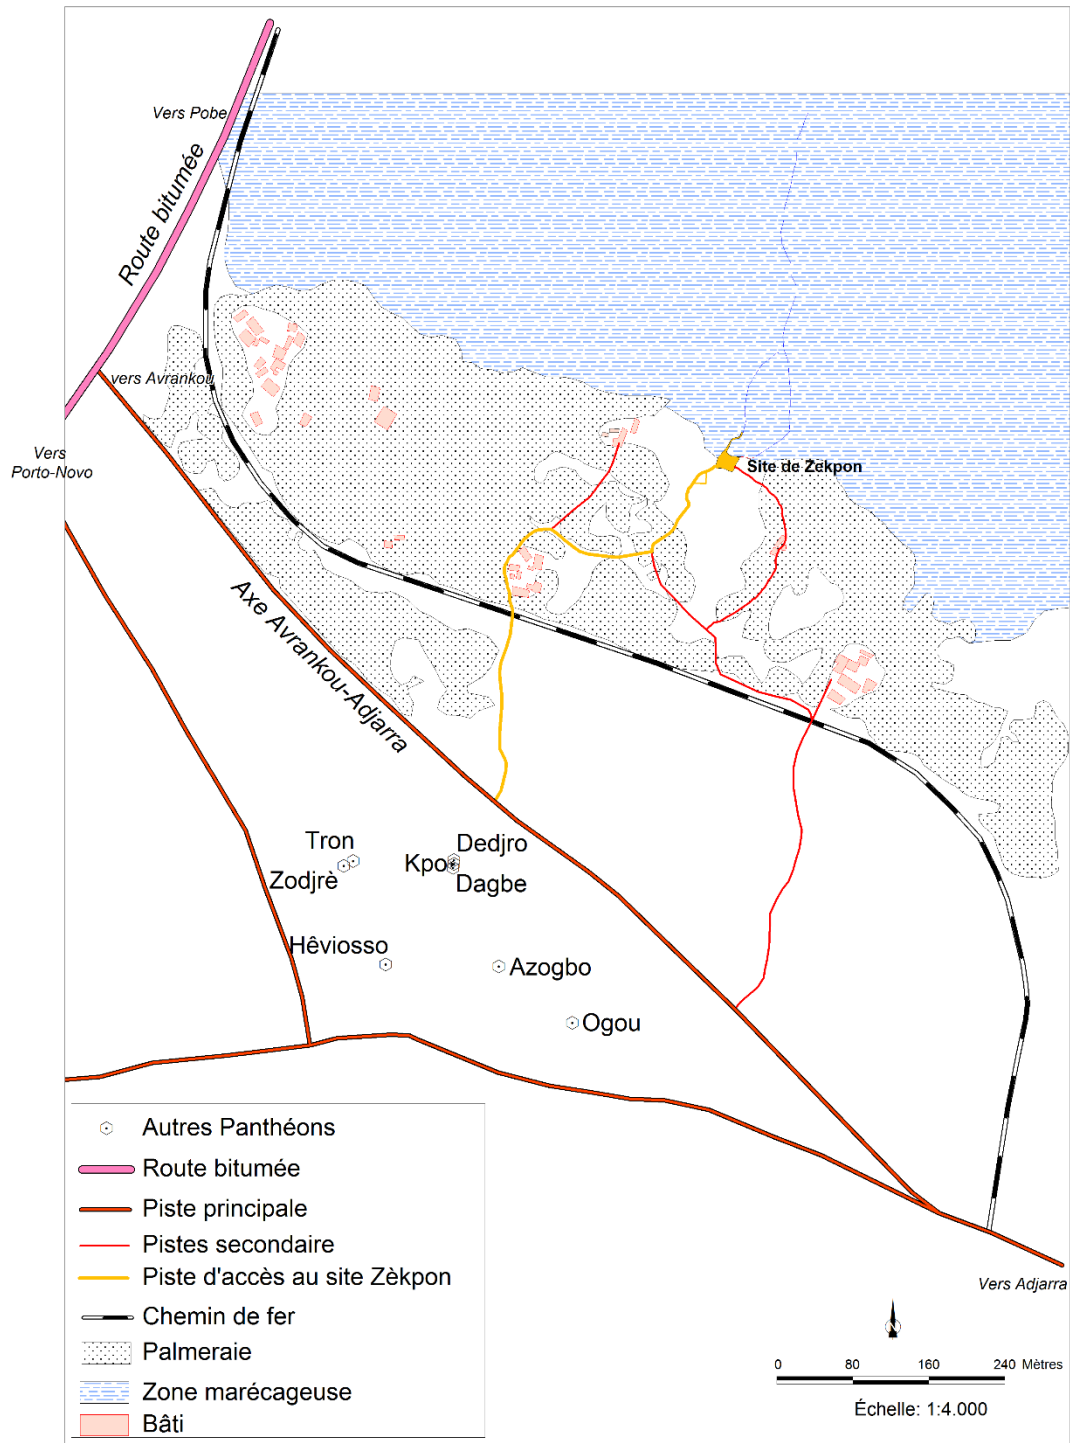 Vers Pobe
Route bitumée
vers Avrankou
Vers
Porto-Novo
Site de Zèkpon
Axe Avrankou-Adjarra
Tron
Zodjrè
Dedjro
Kpo
Dagbe
Hêviosso
Azogbo
Ogou
Autres Panthéons
Route bitumée
Piste principale
Pistes secondaire
Piste d'accès au site Zèkpon
Chemin de fer
Palmeraie
Zone marécageuse
Bâti
Vers Adjarra
N
0 80 160 240 Mètres
Échelle: 1:4.000